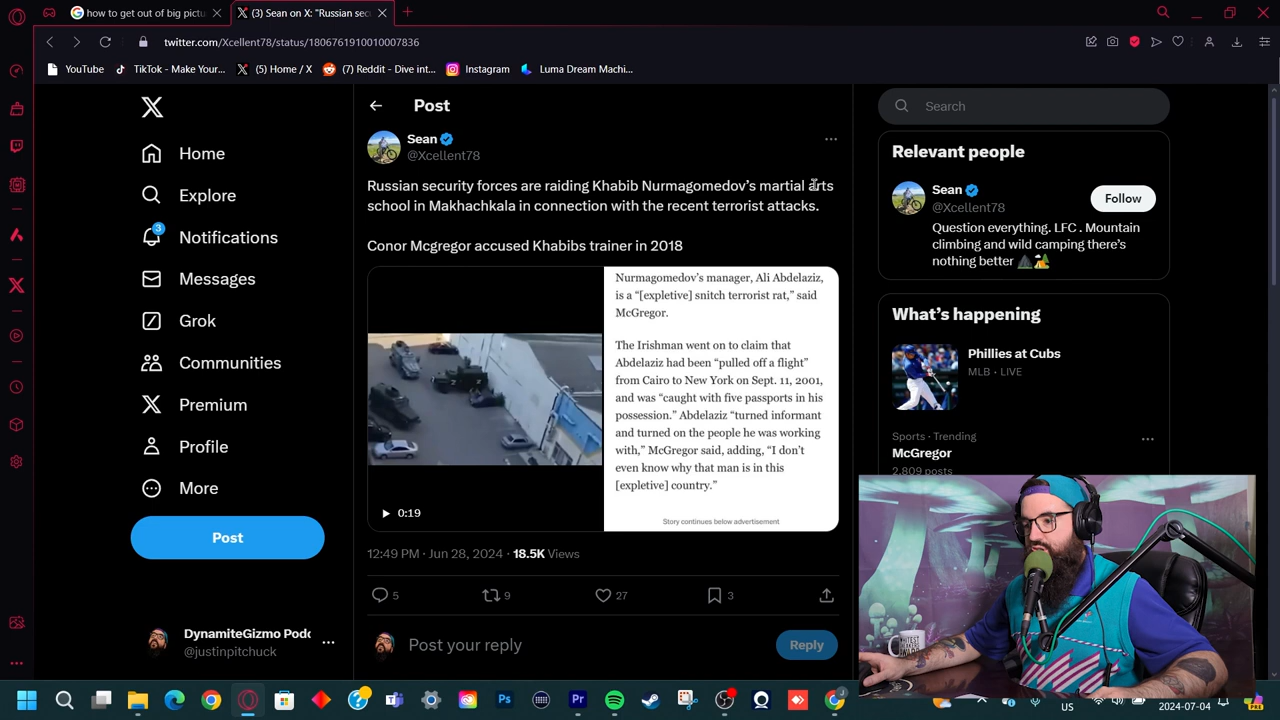 how to get out of big pictu
(3) Sean on X: "Russian sec
twitter.com/Xcellent78/status/1806761910010007836
YouTube
TikTok - Make Your...
(5) Home / X
(7) Reddit - Dive int...
Instagram
Luma Dream Machi...
Home
Explore
3
Notifications
Messages
Grok
Communities
Premium
Profile
More
Post
DynamiteGizmo Podc
@justinpitchuck
Post
Sean
@Xcellent78
Russian security forces are raiding Khabib Nurmagomedov's martial arts
school in Makhachkala in connection with the recent terrorist attacks.
Conor Mcgregor accused Khabibs trainer in 2018
0:19
Nurmagomedov's manager, Ali Abdelaziz,
is a "[expletive] snitch terrorist rat," said
McGregor.
The Irishman went on to claim that
Abdelaziz had been "pulled off a flight"
from Cairo to New York on Sept. 11, 2001,
and was "caught with five passports in his
possession." Abdelaziz "turned informant
and turned on the people he was working
with," McGregor said, adding, "I don't
even know why that man is in this
[expletive] country."
Story continues below advertisement
12:49 PM · Jun 28, 2024 · 18.5K Views
5
9
27
3
Post your reply
Reply
Search
Relevant people
Sean
@Xcellent78
Follow
Question everything. LFC . Mountain
climbing and wild camping there's
nothing better
What's happening
Phillies at Cubs
MLB · LIVE
Sports · Trending
McGregor
2,809 posts
US
2024-07-04